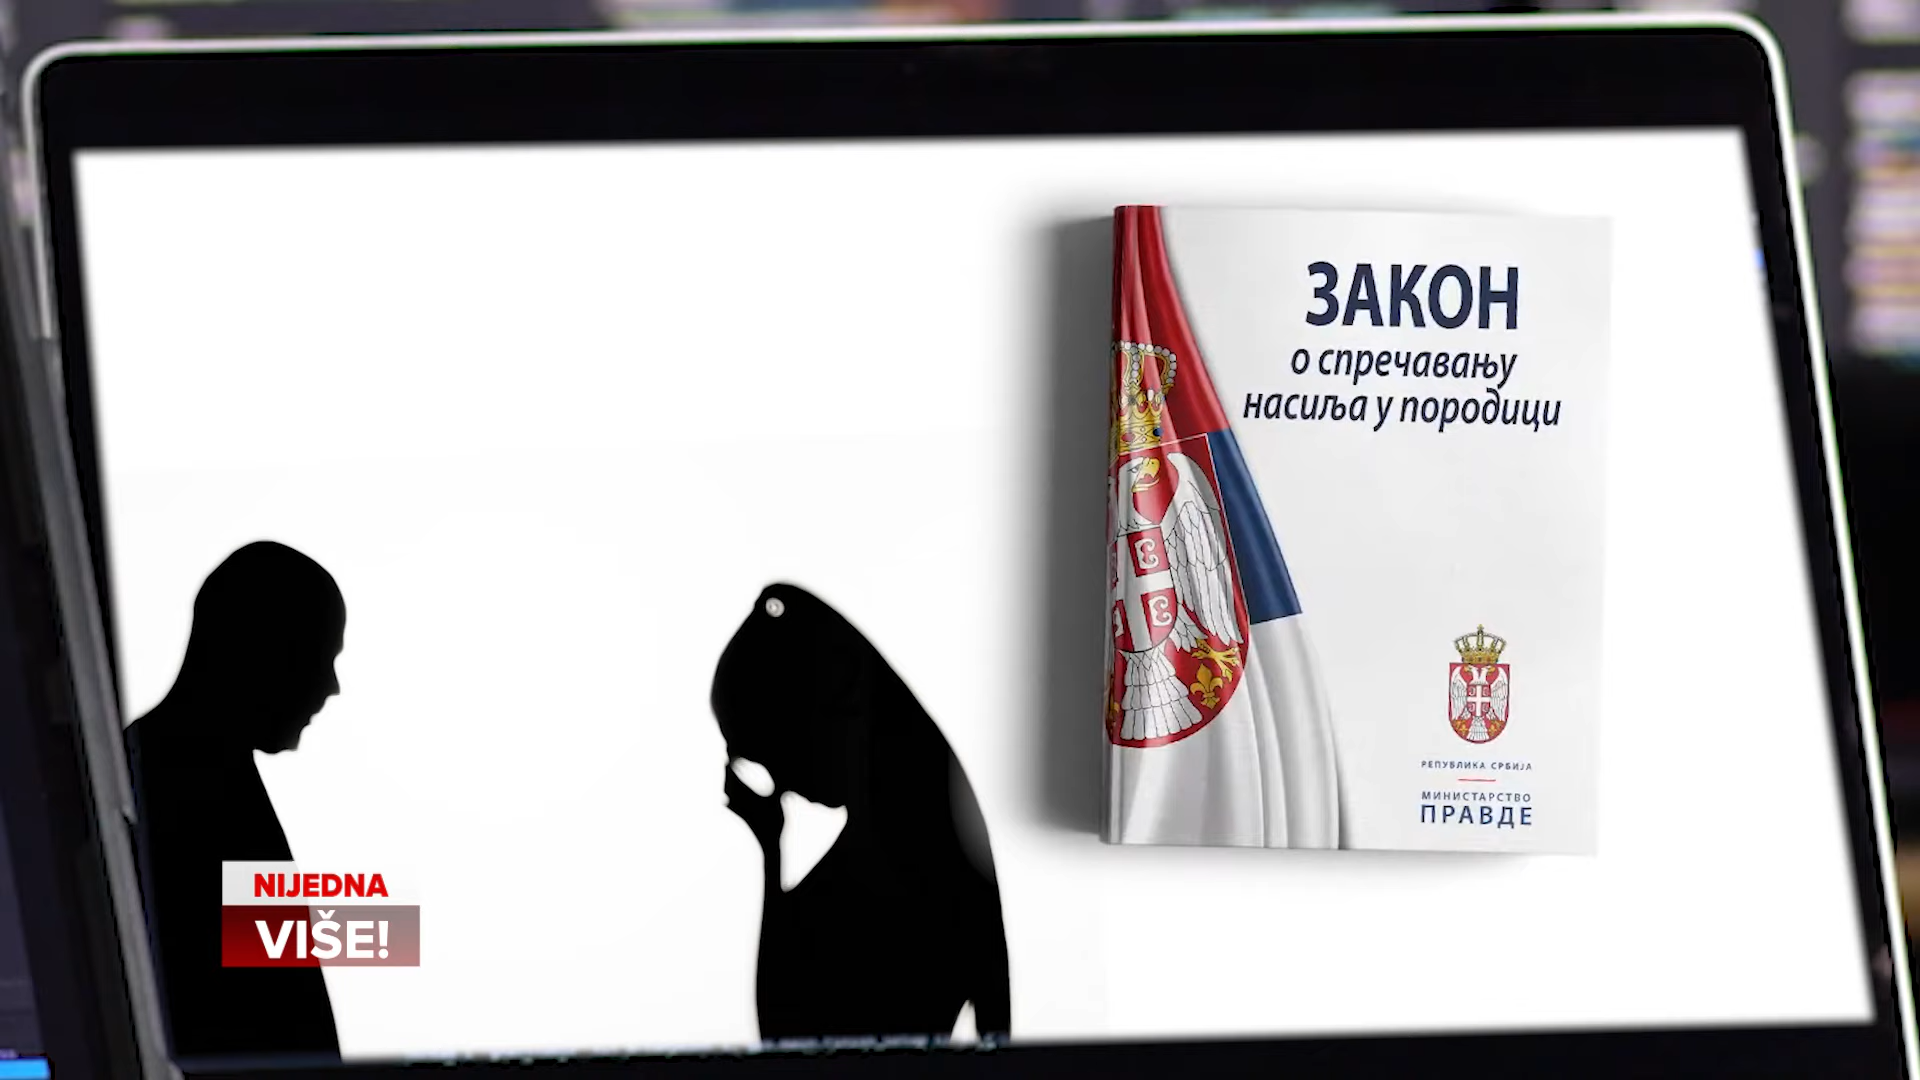 ЗАКОН
о спречавању
насиља у породици
РЕПУБЛИКА СРБИЈА
МИНИСТАРСТВО
ПРАВДЕ
NIJEDNA
VIŠE!